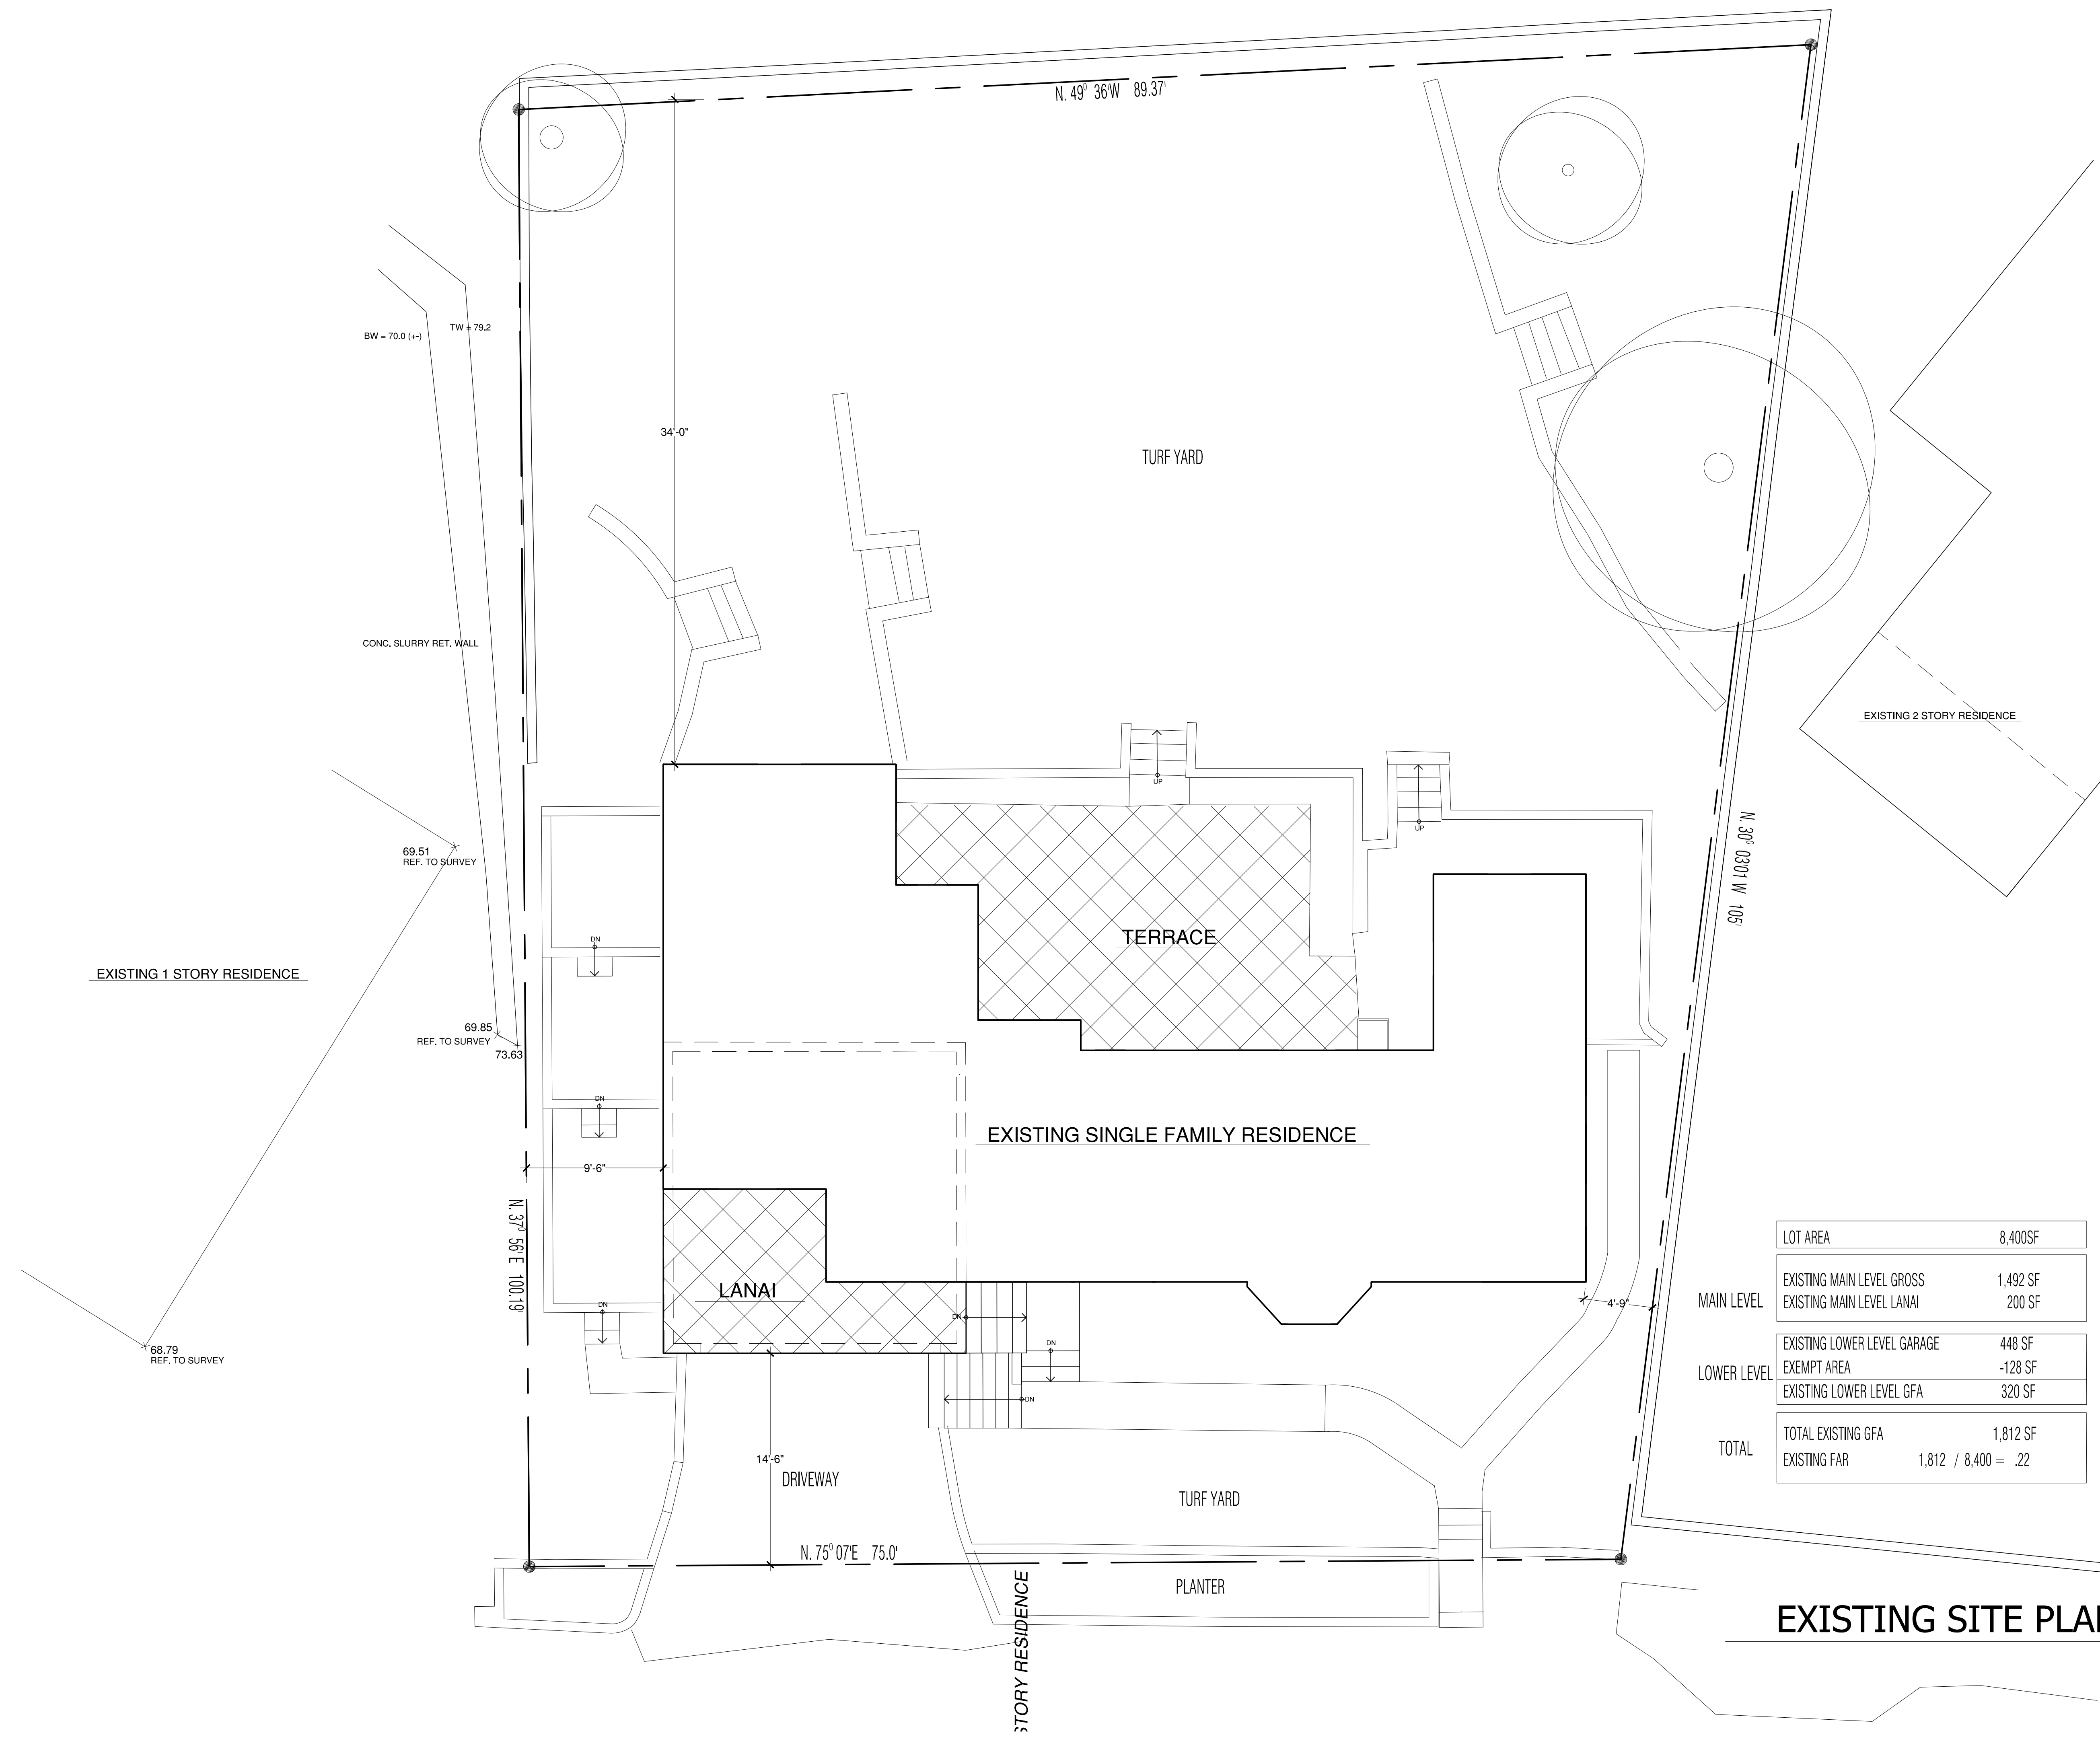 N. 49⁰ 36'W 89.37'
TW = 79.2
BW = 70.0 (+-)
34'-0"
TURF YARD
CONC. SLURRY RET. WALL
EXISTING 2 STORY RESIDENCE
UP
UP
N. 30⁰ 03'01 W 105'
69.51
REF. TO SURVEY
TERRACE
DN
EXISTING 1 STORY RESIDENCE
69.85
REF. TO SURVEY
73.63
DN
EXISTING SINGLE FAMILY RESIDENCE
9'-6"
N. 37⁰ 56' E 100.19'
LANAI
DN
DN
DN
DN
4'-9"
68.79
REF. TO SURVEY
14'-6"
DRIVEWAY
TURF YARD
N. 75⁰ 07'E 75.0'
PLANTER
STORY RESIDENCE
LOT AREA 8,400SF
EXISTING MAIN LEVEL GROSS 1,492 SF
MAIN LEVEL
EXISTING MAIN LEVEL LANAI 200 SF
EXISTING LOWER LEVEL GARAGE 448 SF
LOWER LEVEL
EXEMPT AREA -128 SF
EXISTING LOWER LEVEL GFA 320 SF
TOTAL EXISTING GFA 1,812 SF
TOTAL
EXISTING FAR 1,812 / 8,400 = .22
EXISTING SITE PLA